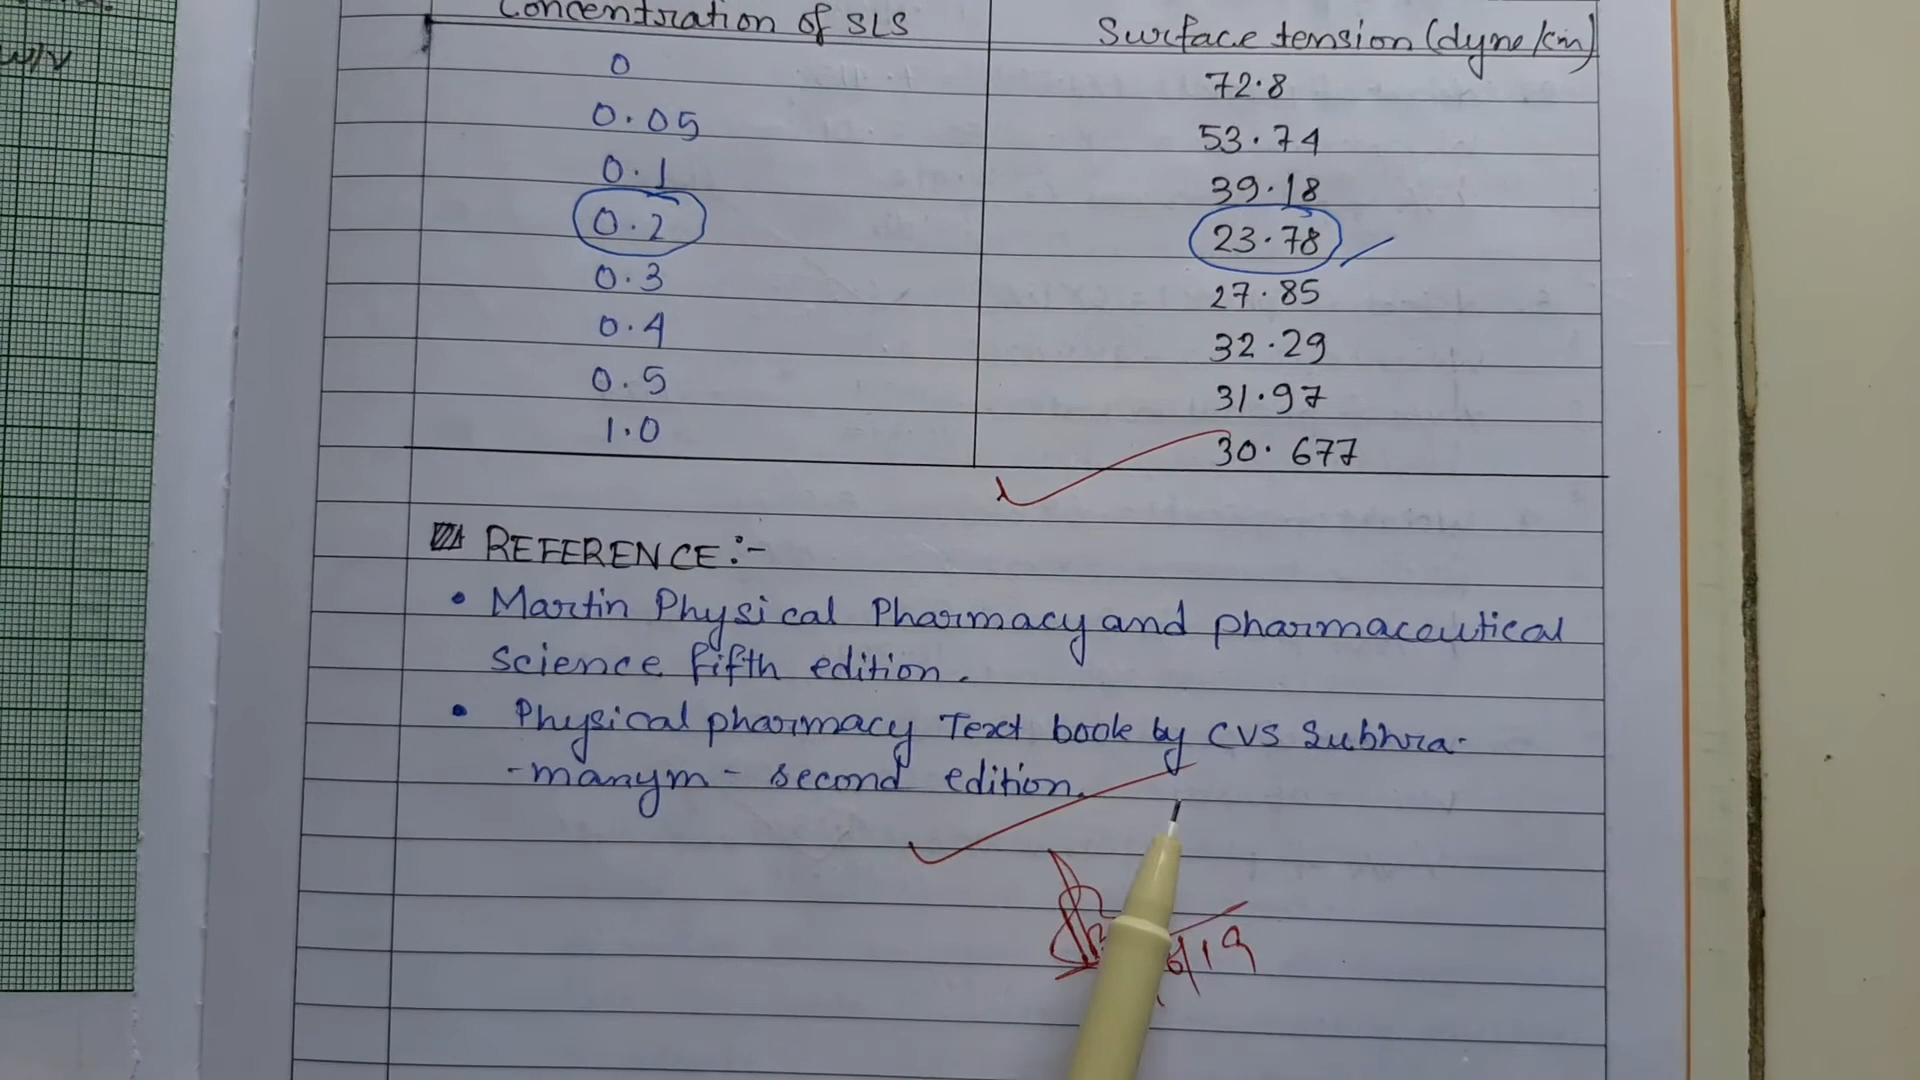 w/v
Concentration of SLS
Surface tension (dyne/cm)
0
72.8
0.05
53.74
0.1
39.18
0.2
23.78
0.3
27.85
0.4
32.29
0.5
31.97
1.0
30.677
REFERENCE:-
• Martin Physical Pharmacy and pharmaceutical
science fifth edition.
• Physical pharmacy Text book by CVS Subhra-
-manym - second edition.
6/19